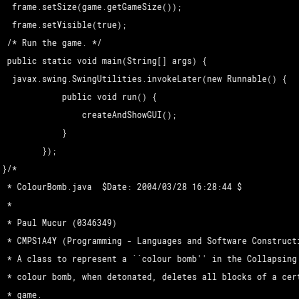 frame.setSize(game.getGameSize());
frame.setVisible(true);
/* Run the game. */
public static void main(String[] args) {
javax.swing.SwingUtilities.invokeLater(new Runnable() {
public void run() {
createAndShowGUI();
}
});
}/*
* ColourBomb.java $Date: 2004/03/28 16:28:44 $
*
* Paul Mucur (0346349)
* CMPS1A4Y (Programming - Languages and Software Constructi
* A class to represent a ``colour bomb'' in the Collapsing
* colour bomb, when detonated, deletes all blocks of a cert
* game.